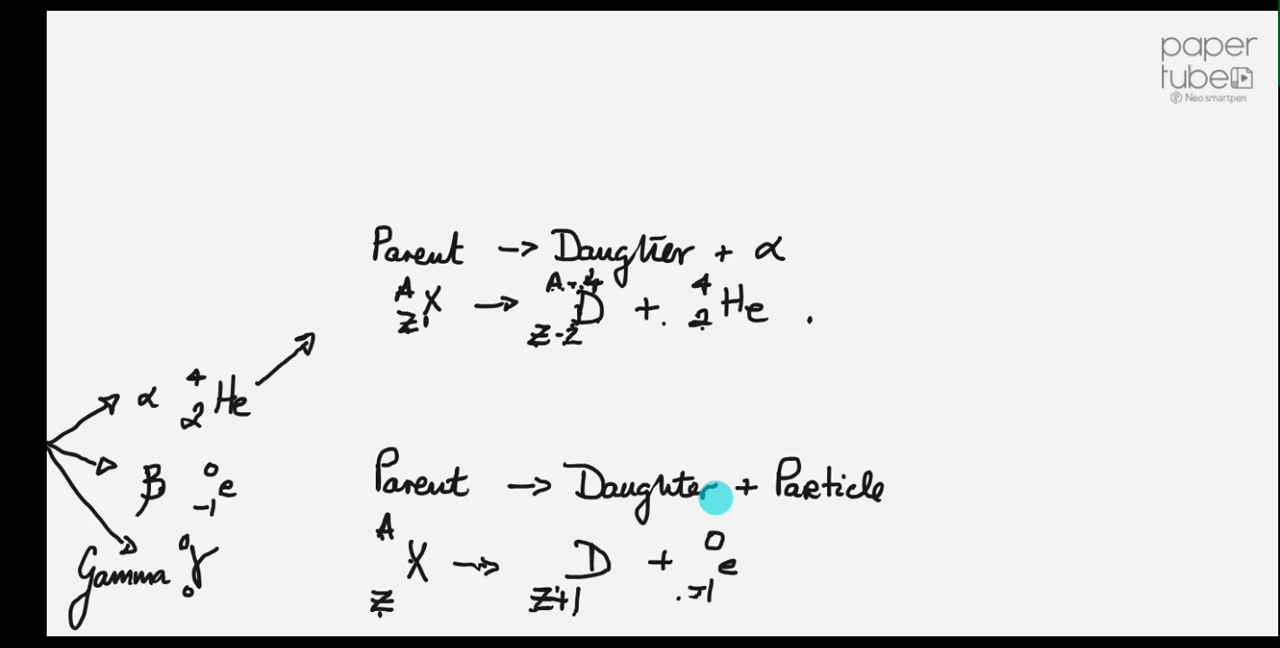 paper
tube
Neo smartpen
Parent -> Daughter + α
A X -> A-4 D + 4 He .
Z Z-2 2
α 4 2 He
β 0 -1 e
Gamma 0 0 γ
Parent -> Daughter + Particle
A X -> D + 0 e
Z Z+1 -1